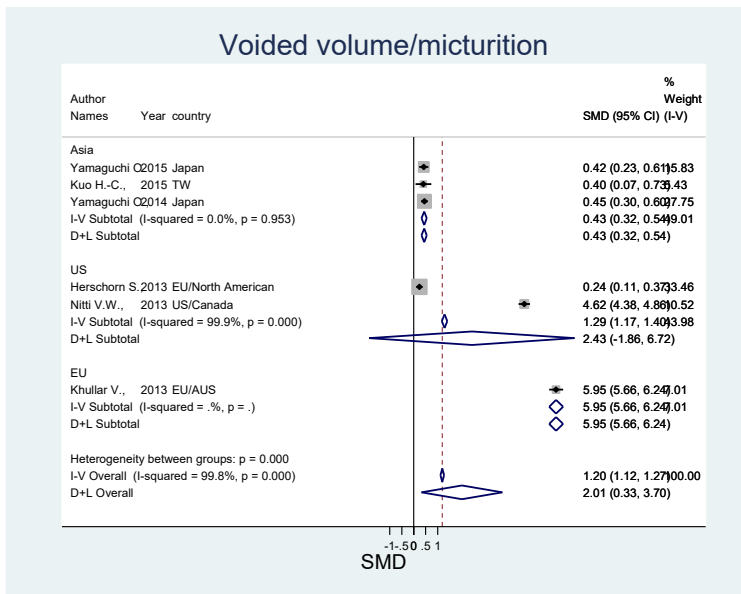 Voided volume/micturition
%
Author Weight
Names Year country SMD (95% CI) (I-V)
Asia
Yamaguchi O. 2015 Japan 0.42 (0.23, 0.61) 15.83
Kuo H.-C., 2015 TW 0.40 (0.07, 0.73) 5.43
Yamaguchi O. 2014 Japan 0.45 (0.30, 0.60) 27.75
I-V Subtotal (I-squared = 0.0%, p = 0.953) 0.43 (0.32, 0.54) 49.01
D+L Subtotal 0.43 (0.32, 0.54)
US
Herschorn S. 2013 EU/North American 0.24 (0.11, 0.37) 33.46
Nitti V.W., 2013 US/Canada 4.62 (4.38, 4.86) 10.52
I-V Subtotal (I-squared = 99.9%, p = 0.000) 1.29 (1.17, 1.40) 43.98
D+L Subtotal 2.43 (-1.86, 6.72)
EU
Khullar V., 2013 EU/AUS 5.95 (5.66, 6.24) 7.01
I-V Subtotal (I-squared = .%, p = .) 5.95 (5.66, 6.24) 7.01
D+L Subtotal 5.95 (5.66, 6.24)
Heterogeneity between groups: p = 0.000
I-V Overall (I-squared = 99.8%, p = 0.000) 1.20 (1.12, 1.27) 100.00
D+L Overall 2.01 (0.33, 3.70)
-1 -.5 0 .5 1
SMD